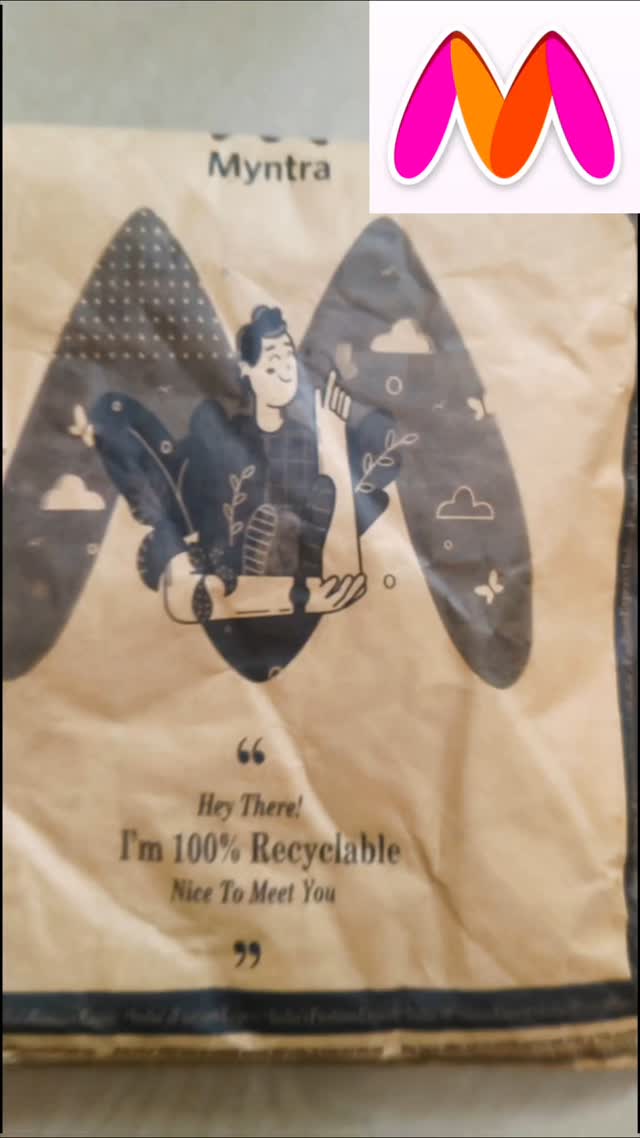 Myntra
“
Hey There!
I'm 100% Recyclable
Nice To Meet You
”